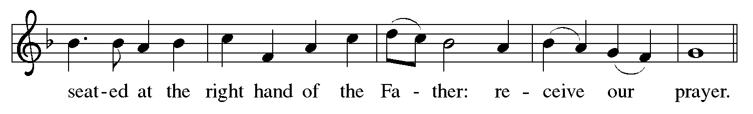 seat-ed at the right hand of the Fa - ther: re - ceive our prayer.